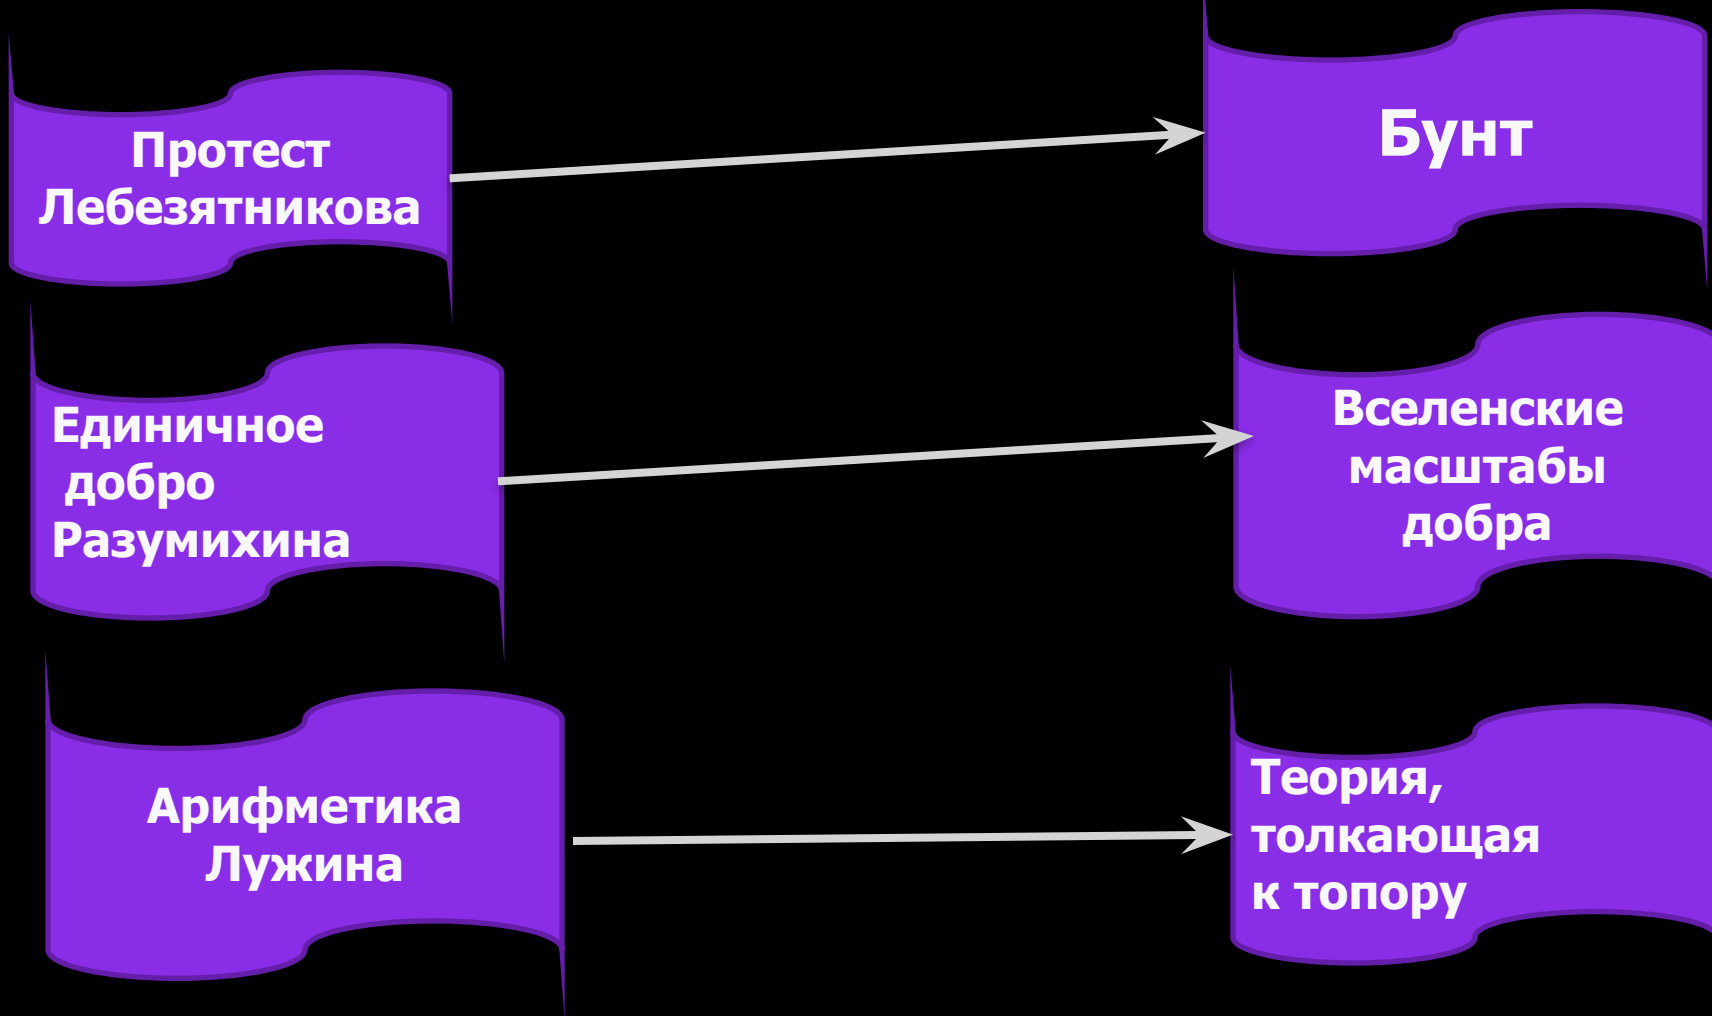 Протест
Лебезятникова
Бунт
Единичное
добро
Разумихина
Вселенские
масштабы
добра
Арифметика
Лужина
Теория,
толкающая
к топору